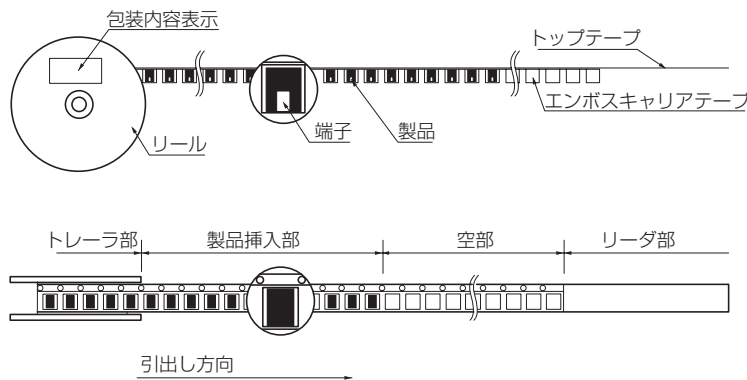 包装内容表示
トップテープ
エンボスキャリアテープ
リール
端子
製品
トレーラ部
製品挿入部
空部
リーダ部
引出し方向